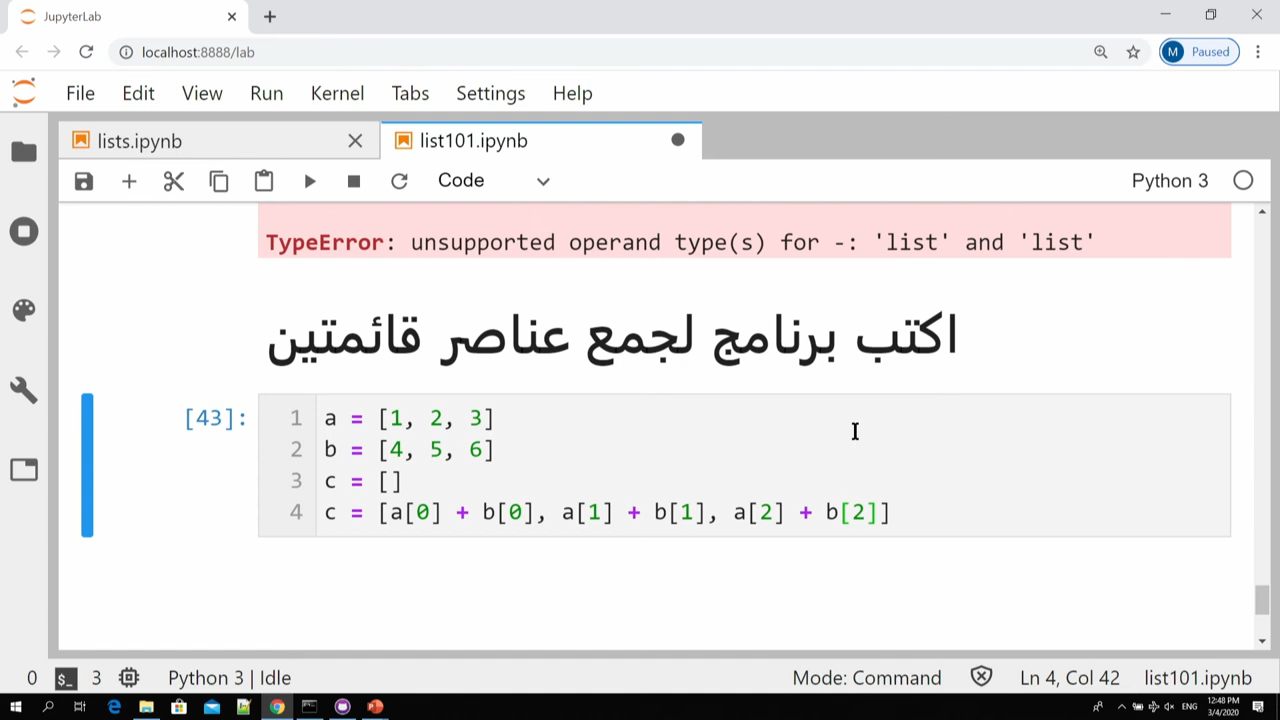 JupyterLab
localhost:8888/lab
M Paused
File Edit View Run Kernel Tabs Settings Help
lists.ipynb
list101.ipynb
Code
Python 3
TypeError: unsupported operand type(s) for -: 'list' and 'list'
اكتب برنامج لجمع عناصر قائمتين
[43]:
1 a = [1, 2, 3]
2 b = [4, 5, 6]
3 c = []
4 c = [a[0] + b[0], a[1] + b[1], a[2] + b[2]]
0 $_ 3 Python 3 | Idle Mode: Command Ln 4, Col 42 list101.ipynb
ENG
12:48 PM
3/4/2020